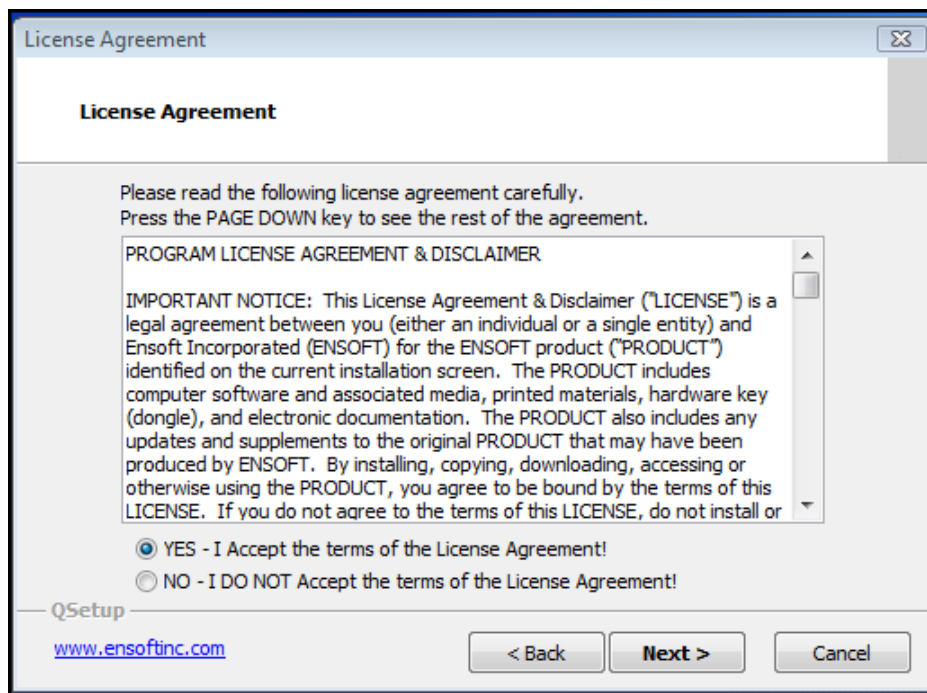 License Agreement
License Agreement
Please read the following license agreement carefully.
Press the PAGE DOWN key to see the rest of the agreement.
PROGRAM LICENSE AGREEMENT & DISCLAIMER
IMPORTANT NOTICE:  This License Agreement & Disclaimer ("LICENSE") is a
legal agreement between you (either an individual or a single entity) and
Ensoft Incorporated (ENSOFT) for the ENSOFT product ("PRODUCT")
identified on the current installation screen.  The PRODUCT includes
computer software and associated media, printed materials, hardware key
(dongle), and electronic documentation.  The PRODUCT also includes any
updates and supplements to the original PRODUCT that may have been
produced by ENSOFT.  By installing, copying, downloading, accessing or
otherwise using the PRODUCT, you agree to be bound by the terms of this
LICENSE.  If you do not agree to the terms of this LICENSE, do not install or
YES - I Accept the terms of the License Agreement!
NO - I DO NOT Accept the terms of the License Agreement!
QSetup
www.ensoftinc.com
< Back
Next >
Cancel